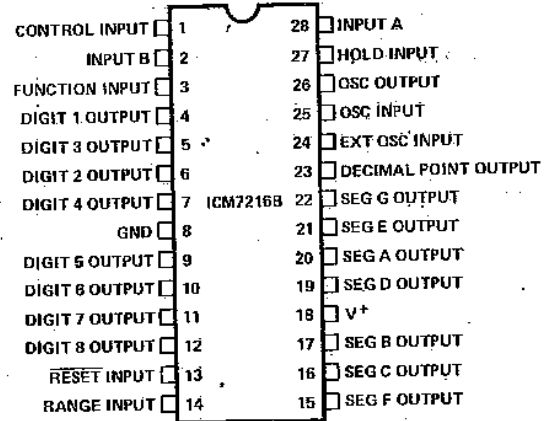 CONTROL INPUT 1 28 INPUT A
INPUT B 2 27 HOLD INPUT
FUNCTION INPUT 3 26 OSC OUTPUT
DIGIT 1 OUTPUT 4 25 OSC INPUT
DIGIT 3 OUTPUT 5 24 EXT OSC INPUT
DIGIT 2 OUTPUT 6 23 DECIMAL POINT OUTPUT
DIGIT 4 OUTPUT 7 ICM7216B 22 SEG G OUTPUT
GND 8 21 SEG E OUTPUT
DIGIT 5 OUTPUT 9 20 SEG A OUTPUT
DIGIT 6 OUTPUT 10 19 SEG D OUTPUT
DIGIT 7 OUTPUT 11 18 V+
DIGIT 8 OUTPUT 12 17 SEG B OUTPUT
RESET INPUT 13 16 SEG C OUTPUT
RANGE INPUT 14 15 SEG F OUTPUT